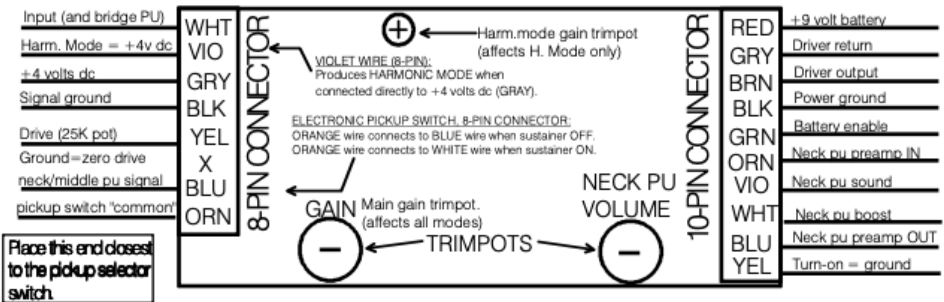 Input (and bridge PU)
Harm. Mode = +4v dc
+4 volts dc
Signal ground
Drive (25K pot)
Ground=zero drive
neck/middle pu signal
pickup switch "common"
Place this end closest
to the pickup selector
switch.
WHT
VIO
GRY
BLK
YEL
X
BLU
ORN
8-PIN CONNECTOR
Harm.mode gain trimpot
(affects H. Mode only)
VIOLET WIRE (8-PIN):
Produces HARMONIC MODE when
connected directly to +4 volts dc (GRAY).
ELECTRONIC PICKUP SWITCH, 8-PIN CONNECTOR:
ORANGE wire connects to BLUE wire when sustainer OFF.
ORANGE wire connects to WHITE wire when sustainer ON.
GAIN
Main gain trimpot.
(affects all modes)
TRIMPOTS
NECK PU
VOLUME
10-PIN CONNECTOR
RED
GRY
BRN
BLK
GRN
ORN
VIO
WHT
BLU
YEL
+9 volt battery
Driver return
Driver output
Power ground
Battery enable
Neck pu preamp IN
Neck pu sound
Neck pu boost
Neck pu preamp OUT
Turn-on = ground